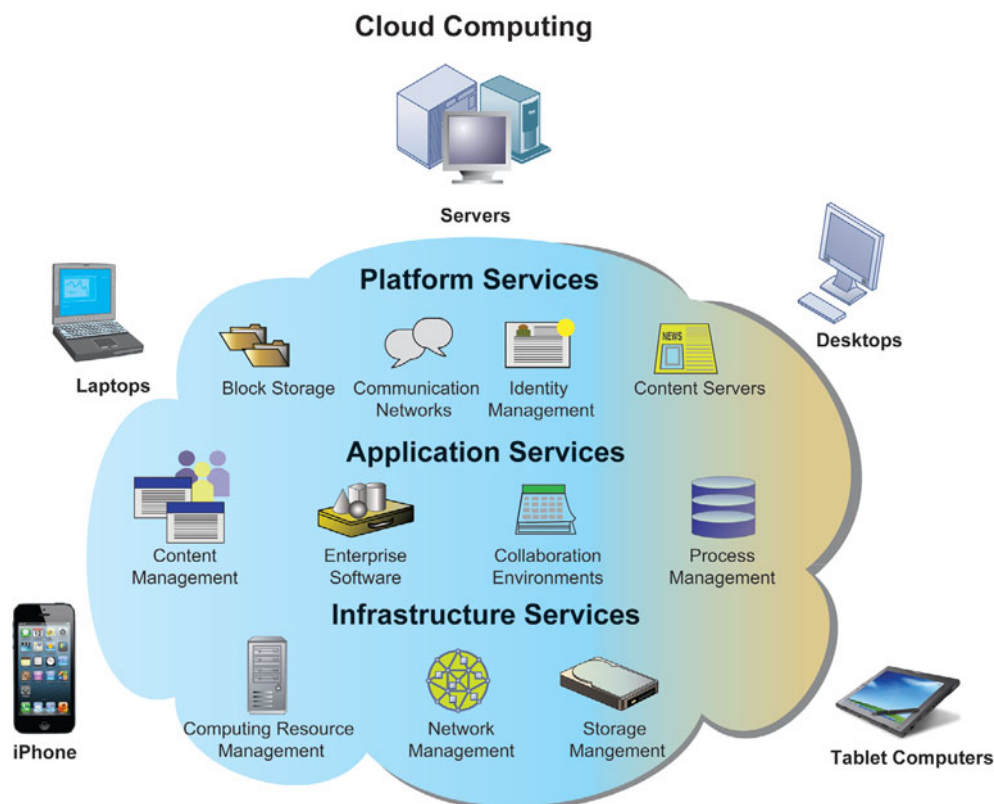 Cloud Computing
Servers
Laptops
Desktops
Platform Services
Block Storage
Communication
Networks
Identity
Management
NEWS
Content Servers
Application Services
Content
Management
Enterprise
Software
Collaboration
Environments
Process
Management
Infrastructure Services
Computing Resource
Management
Network
Management
Storage
Mangement
iPhone
Tablet Computers